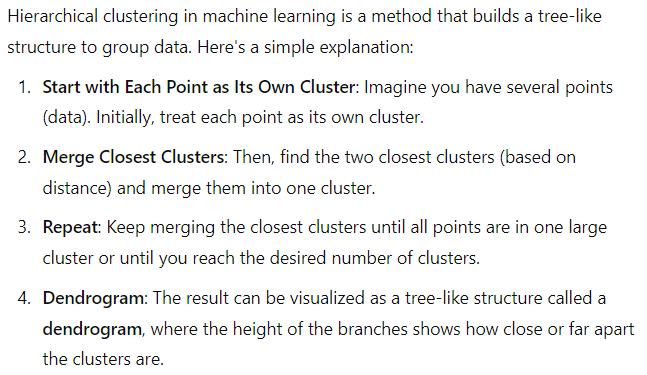 Hierarchical clustering in machine learning is a method that builds a tree-like
structure to group data. Here's a simple explanation:
1. Start with Each Point as Its Own Cluster: Imagine you have several points
(data). Initially, treat each point as its own cluster.
2. Merge Closest Clusters: Then, find the two closest clusters (based on
distance) and merge them into one cluster.
3. Repeat: Keep merging the closest clusters until all points are in one large
cluster or until you reach the desired number of clusters.
4. Dendrogram: The result can be visualized as a tree-like structure called a
dendrogram, where the height of the branches shows how close or far apart
the clusters are.